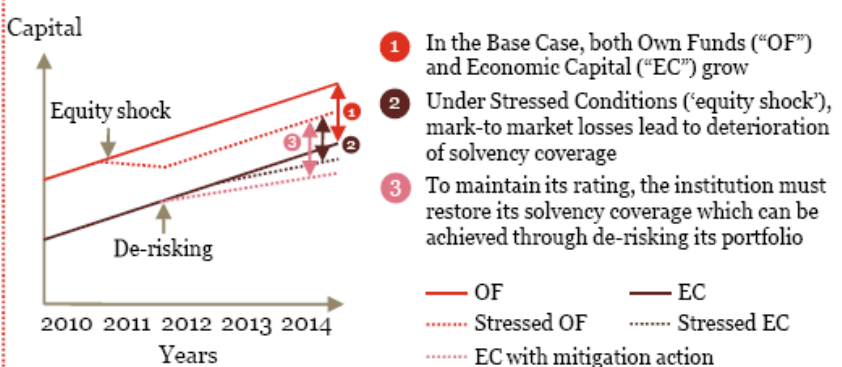 Capital
Equity shock
1
2
3
De-risking
2010 2011 2012 2013 2014
Years
1 In the Base Case, both Own Funds (“OF”)
and Economic Capital (“EC”) grow
2 Under Stressed Conditions (‘equity shock’),
mark-to market losses lead to deterioration
of solvency coverage
3 To maintain its rating, the institution must
restore its solvency coverage which can be
achieved through de-risking its portfolio
OF EC
Stressed OF Stressed EC
EC with mitigation action